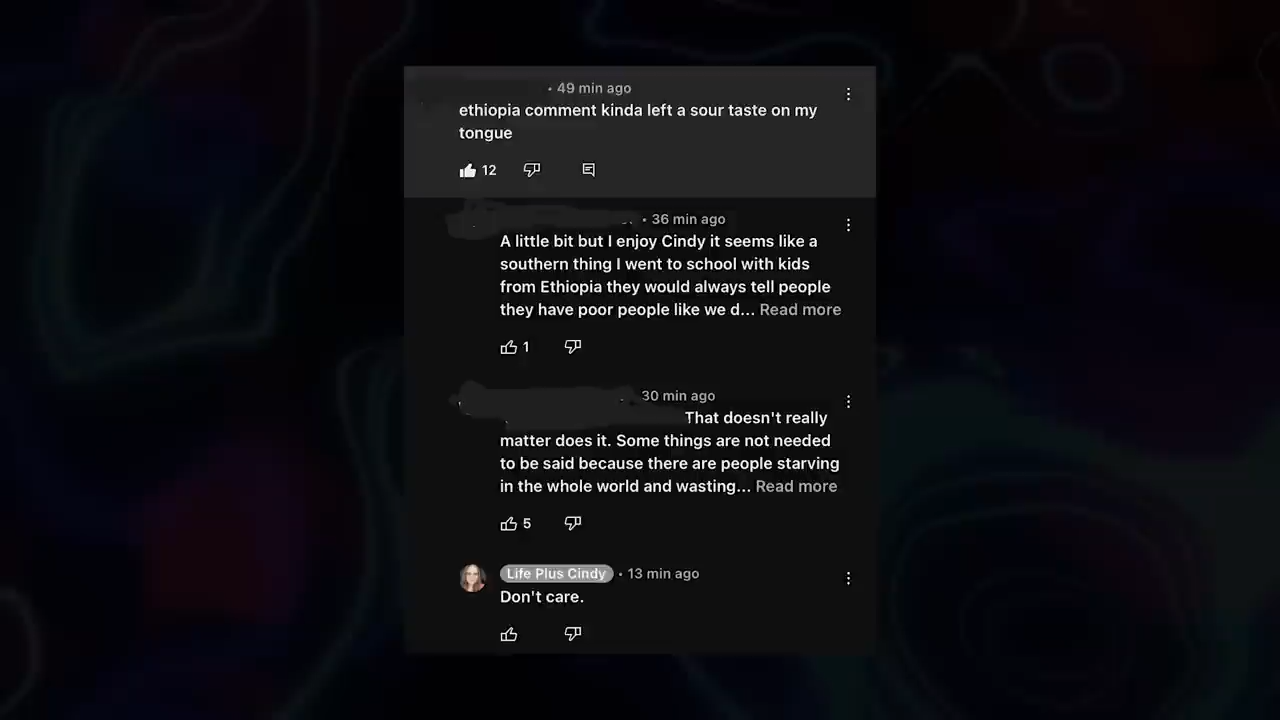 • 49 min ago
ethiopia comment kinda left a sour taste on my
tongue
12
• 36 min ago
A little bit but I enjoy Cindy it seems like a
southern thing I went to school with kids
from Ethiopia they would always tell people
they have poor people like we d... Read more
1
30 min ago
That doesn't really
matter does it. Some things are not needed
to be said because there are people starving
in the whole world and wasting... Read more
5
Life Plus Cindy • 13 min ago
Don't care.